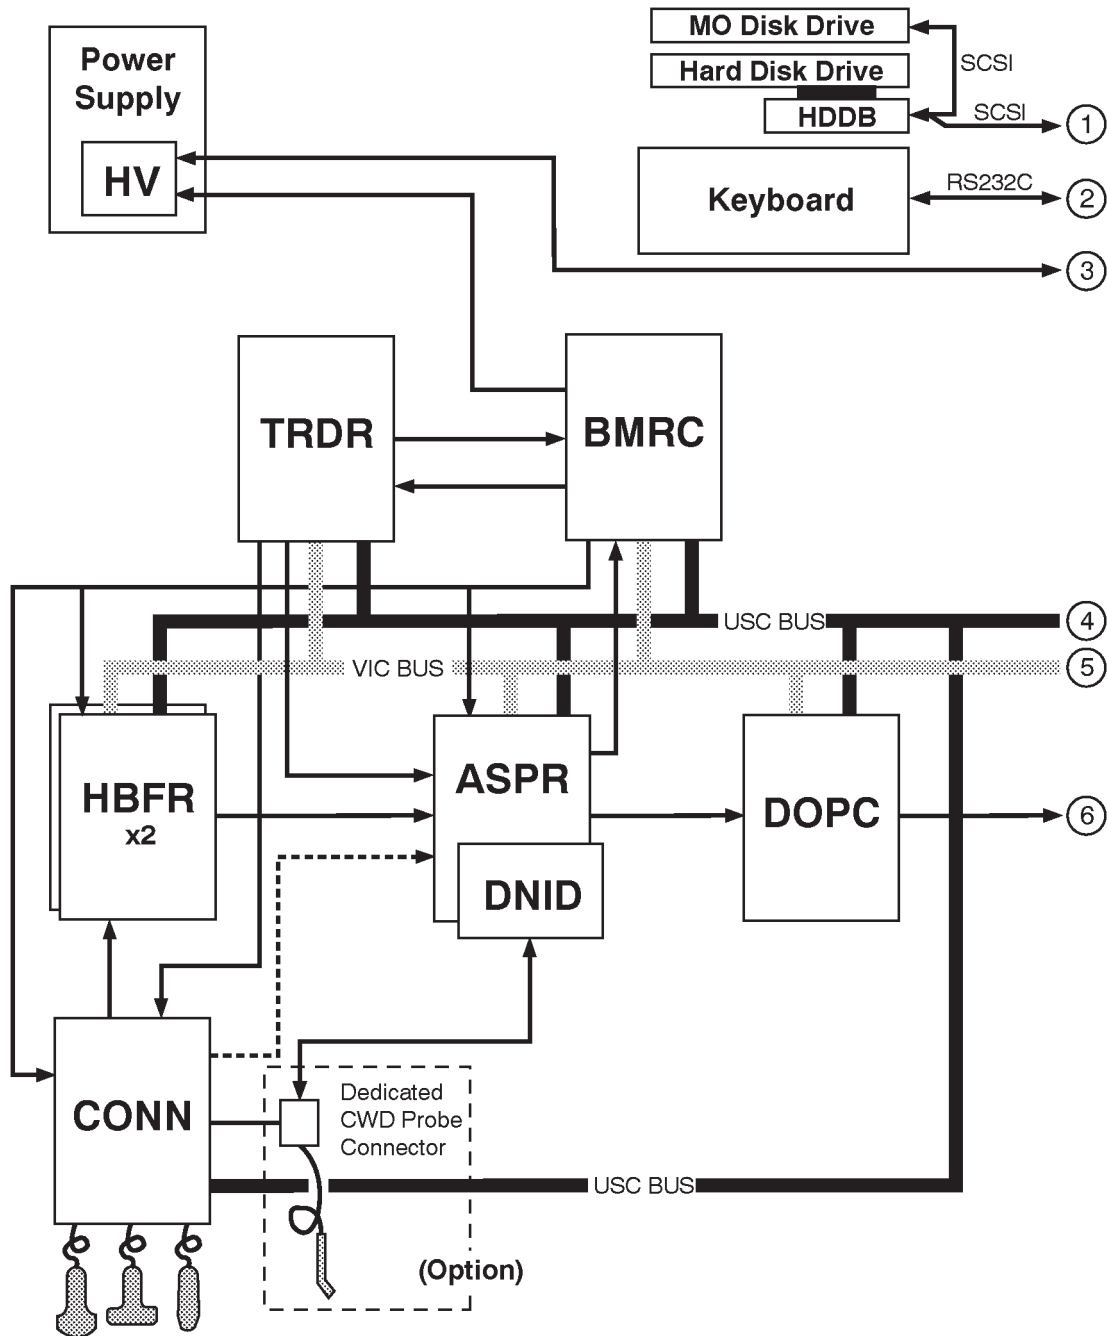 MO Disk Drive
Power
Supply
SCSI
Hard Disk Drive
HDDB
SCSI
1
HV
Keyboard
RS232C
2
3
TRDR
BMRC
USC BUS
4
VIC BUS
5
HBFR
x2
ASPR
DOPC
6
DNID
CONN
Dedicated
CWD Probe
Connector
USC BUS
(Option)